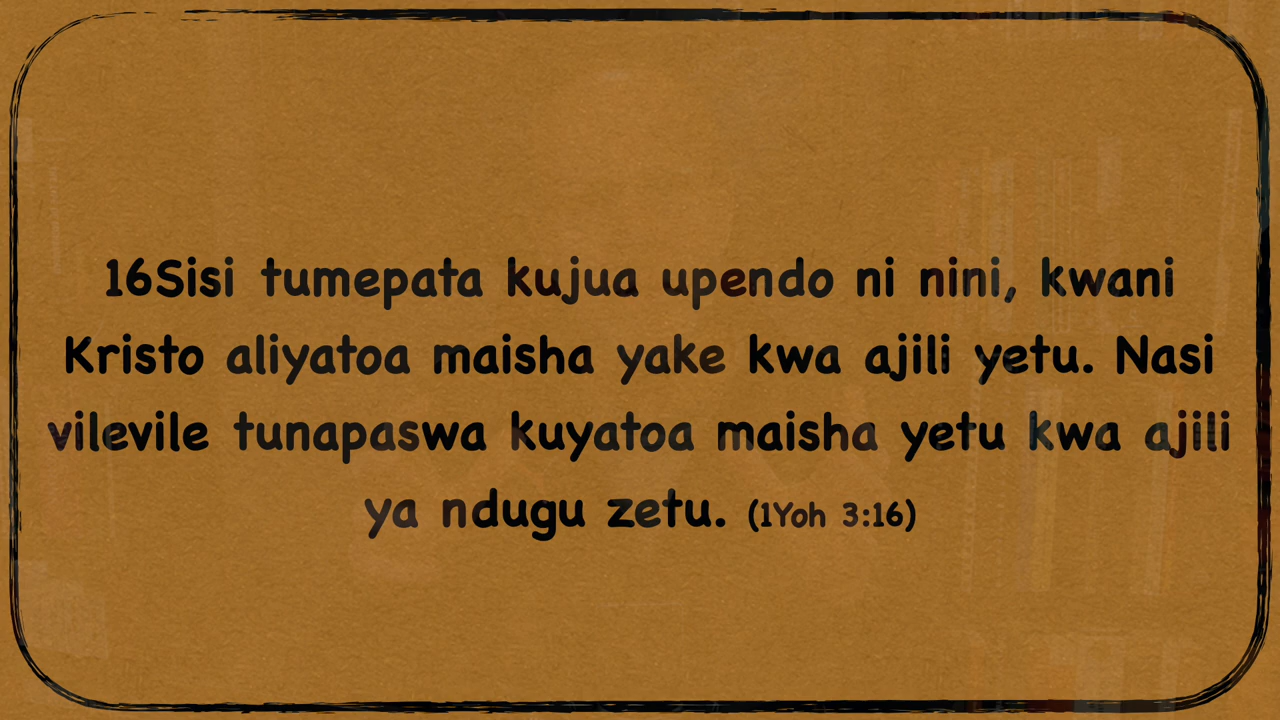 16Sisi tumepata kujua upendo ni nini, kwani
Kristo aliyatoa maisha yake kwa ajili yetu. Nasi
vilevile tunapaswa kuyatoa maisha yetu kwa ajili
ya ndugu zetu. (1Yoh 3:16)